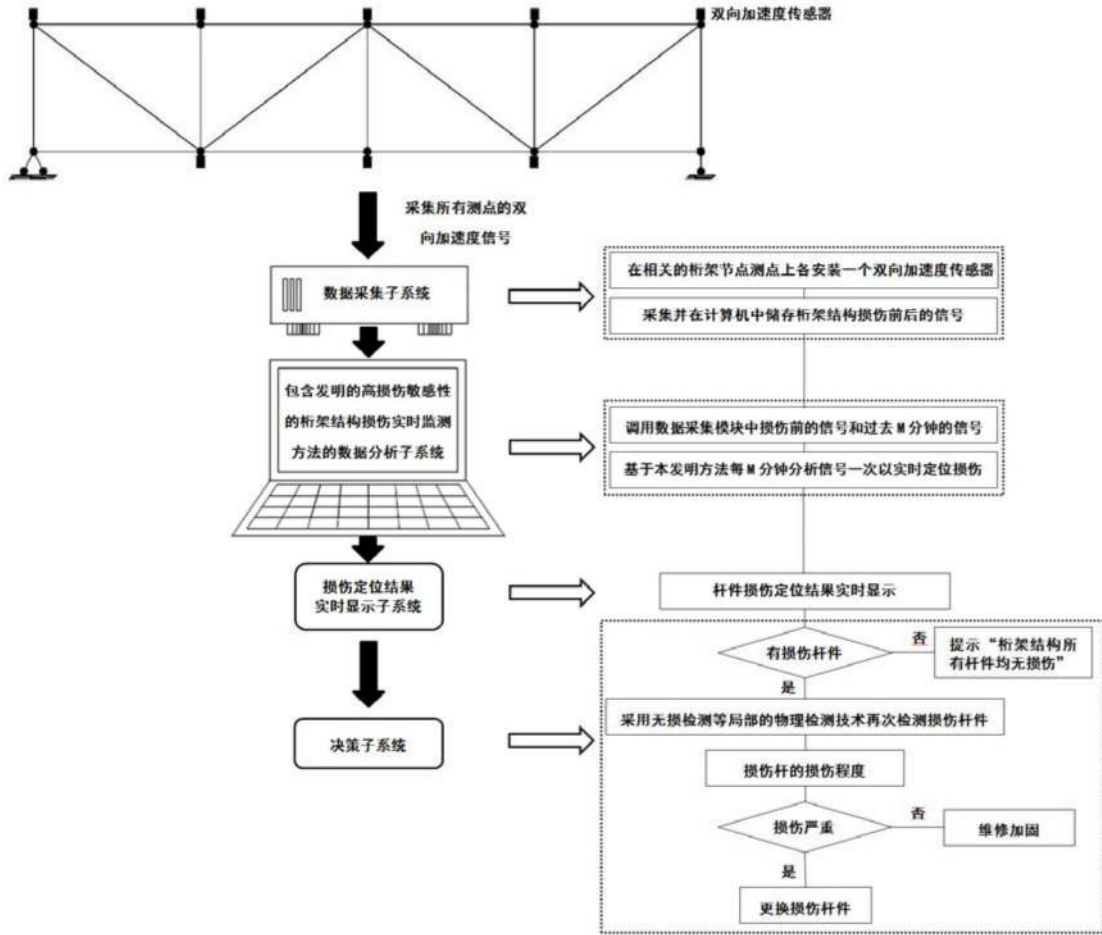 双向加速度传感器
采集所有测点的双
向加速度信号
数据采集子系统
在相关的桁架节点测点上各安装一个双向加速度传感器
采集并在计算机中储存桁架结构损伤前后的信号
包含发明的高损伤敏感性
的桁架结构损伤实时监测
方法的数据分析子系统
调用数据采集模块中损伤前的信号和过去M分钟的信号
基于本发明方法每M分钟分析信号一次以实时定位损伤
损伤定位结果
实时显示子系统
杆件损伤定位结果实时显示
有损伤杆件
否
提示“桁架结构所
有杆件均无损伤”
是
采用无损检测等局部的物理检测技术再次检测损伤杆件
决策子系统
损伤杆的损伤程度
损伤严重
否
维修加固
是
更换损伤杆件